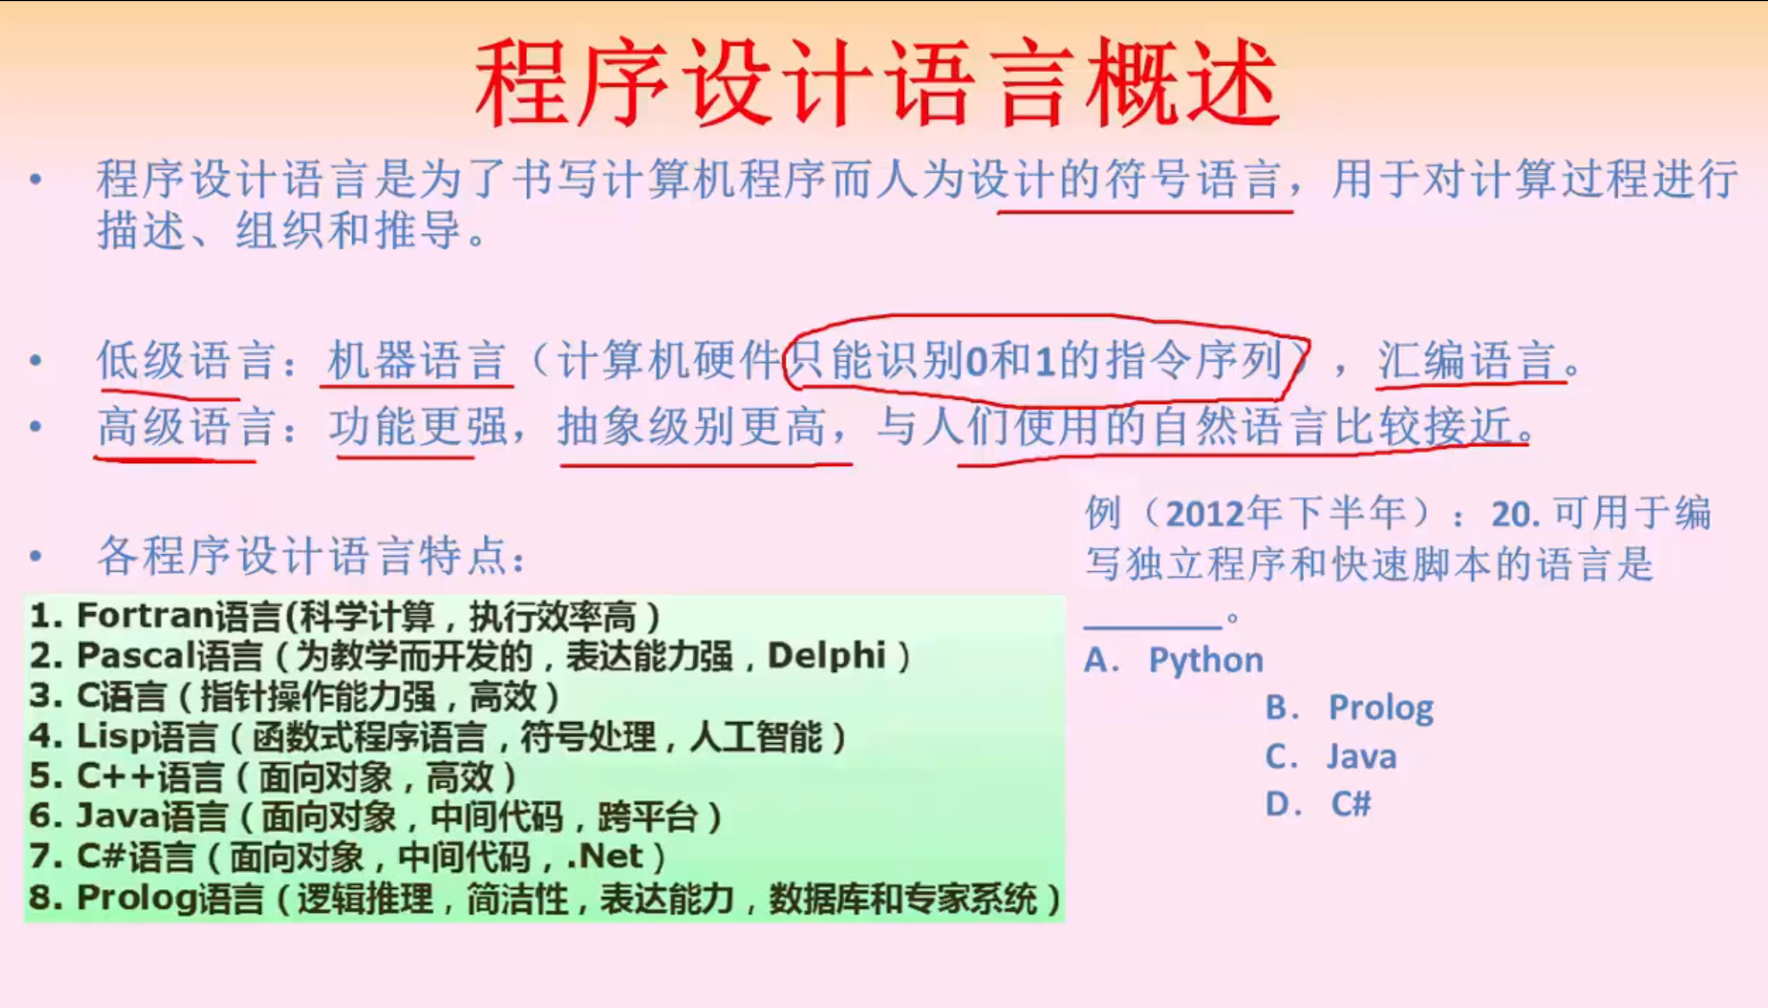 程序设计语言概述
• 程序设计语言是为了书写计算机程序而人为设计的符号语言，用于对计算过程进行
描述、组织和推导。
• 低级语言：机器语言（计算机硬件只能识别0和1的指令序列），汇编语言。
• 高级语言：功能更强，抽象级别更高，与人们使用的自然语言比较接近。
• 各程序设计语言特点：
1. Fortran语言(科学计算，执行效率高）
2. Pascal语言（为教学而开发的，表达能力强，Delphi）
3. C语言（指针操作能力强，高效）
4. Lisp语言（函数式程序语言，符号处理，人工智能）
5. C++语言（面向对象，高效）
6. Java语言（面向对象，中间代码，跨平台）
7. C#语言（面向对象，中间代码，.Net）
8. Prolog语言（逻辑推理，简洁性，表达能力，数据库和专家系统）
例（2012年下半年）：20. 可用于编
写独立程序和快速脚本的语言是
______。
A. Python
B. Prolog
C. Java
D. C#